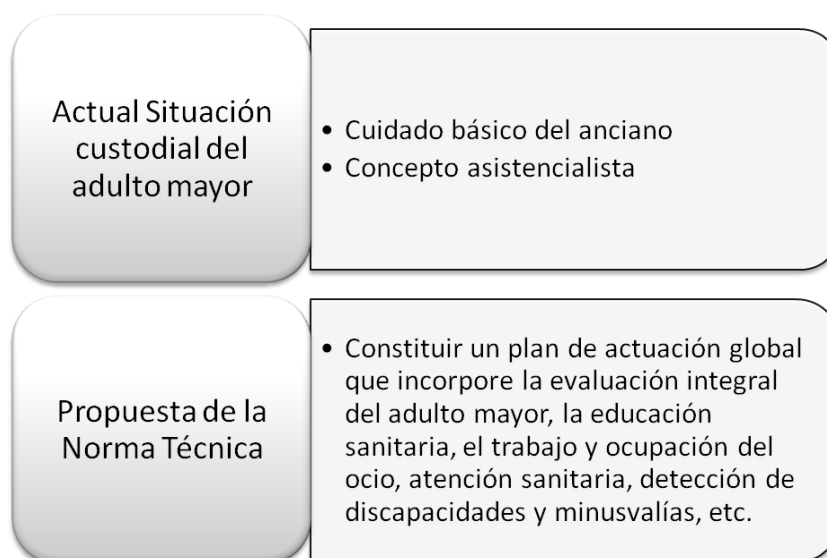 Actual Situación
custodial del
adulto mayor
• Cuidado básico del anciano
• Concepto asistencialista
Propuesta de la
Norma Técnica
• Constituir un plan de actuación global
que incorpore la evaluación integral
del adulto mayor, la educación
sanitaria, el trabajo y ocupación del
ocio, atención sanitaria, detección de
discapacidades y minusvalías, etc.